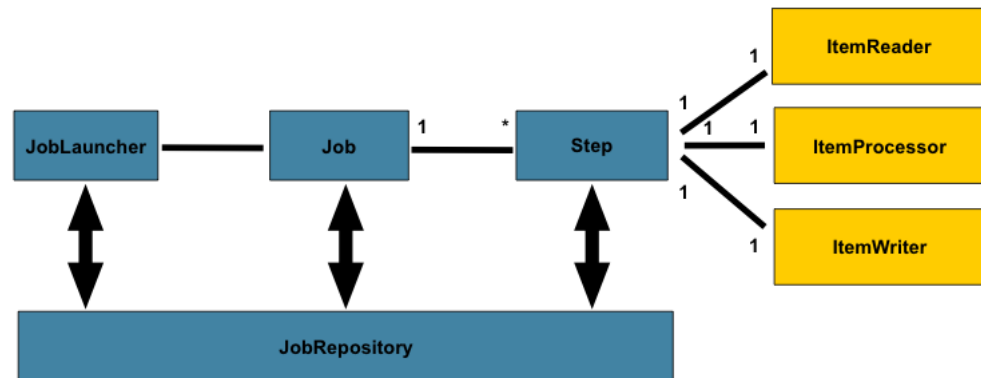 ItemReader
1
1
1 * 1 1
JobLauncher Job Step ItemProcessor
1
1
ItemWriter
JobRepository